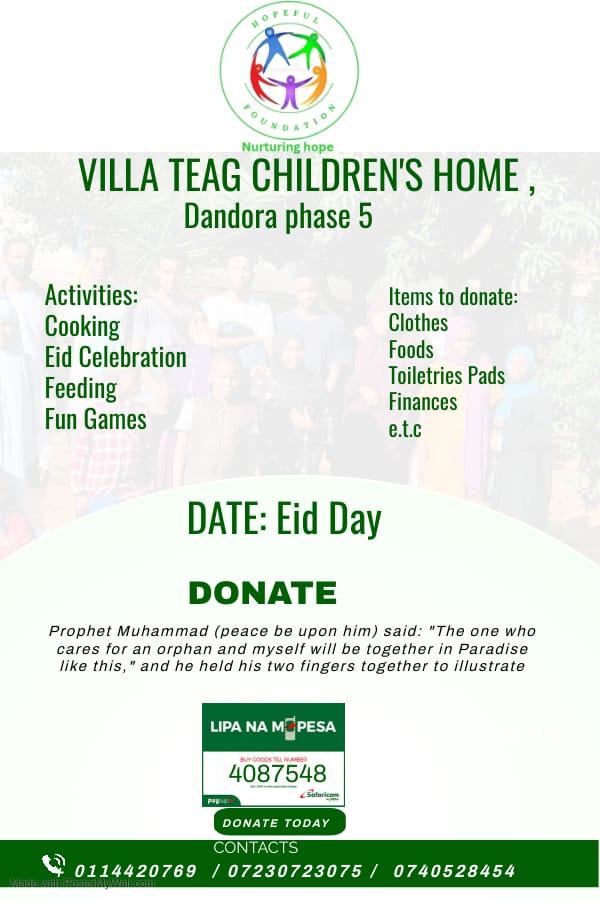 HOPEFUL
FOUNDATION
Nurturing hope
VILLA TEAG CHILDREN'S HOME ,
Dandora phase 5
Activities:
Cooking
Eid Celebration
Feeding
Fun Games
Items to donate:
Clothes
Foods
Toiletries Pads
Finances
e.t.c
DATE: Eid Day
DONATE
Prophet Muhammad (peace be upon him) said: "The one who
cares for an orphan and myself will be together in Paradise
like this," and he held his two fingers together to illustrate
LIPA NA M-PESA
BUY GOODS TILL NUMBER
4087548
Safaricom
DONATE TODAY
CONTACTS
0114420769 / 07230723075 / 0740528454
Made with PosterMyWall.com